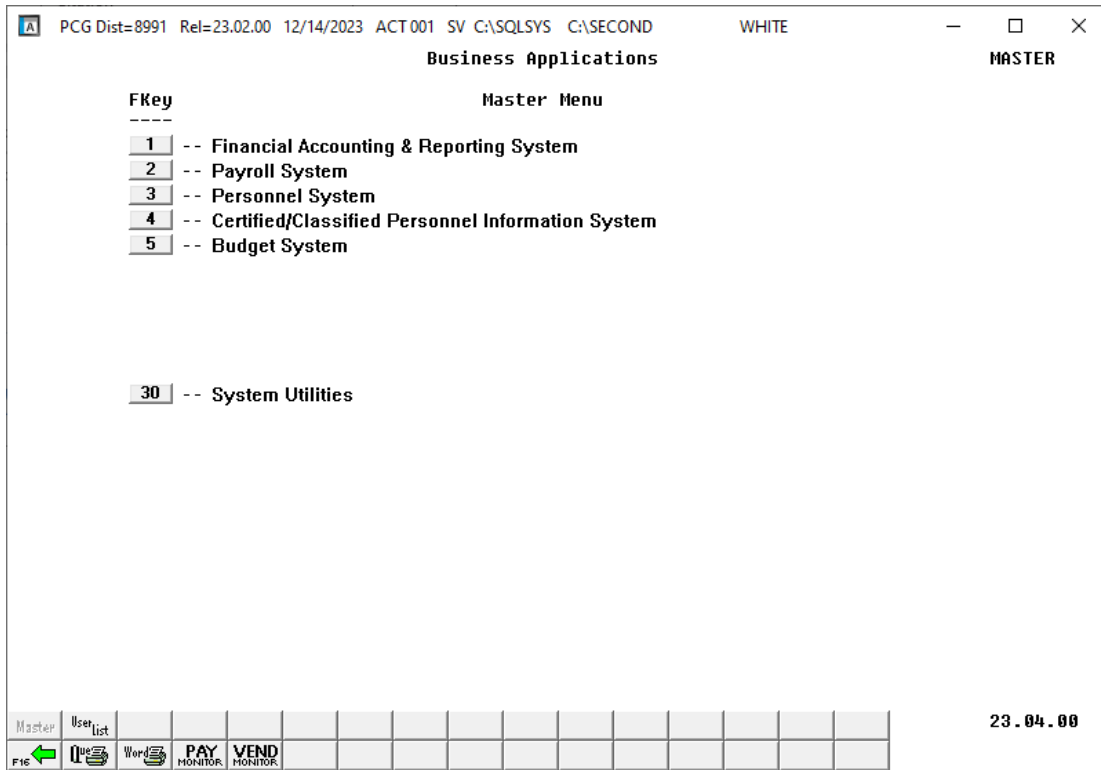 A PCG Dist=8991 Rel=23.02.00 12/14/2023 ACT 001 SV C:\SQLSYS C:\SECOND WHITE
Business Applications MASTER
FKey Master Menu
----
1 -- Financial Accounting & Reporting System
2 -- Payroll System
3 -- Personnel System
4 -- Certified/Classified Personnel Information System
5 -- Budget System
30 -- System Utilities
Master User List 23.04.00
F16 Que Word PAY MONITOR VEND MONITOR